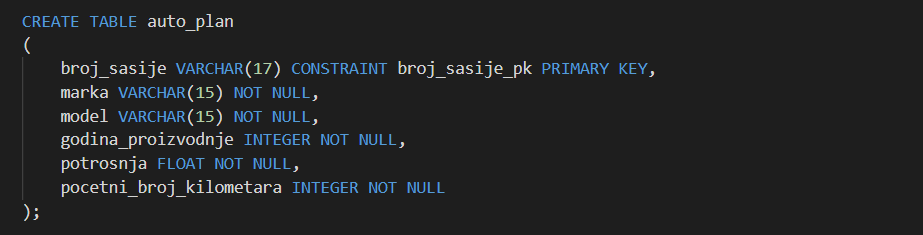 CREATE TABLE auto_plan
(
    broj_sasije VARCHAR(17) CONSTRAINT broj_sasije_pk PRIMARY KEY,
    marka VARCHAR(15) NOT NULL,
    model VARCHAR(15) NOT NULL,
    godina_proizvodnje INTEGER NOT NULL,
    potrosnja FLOAT NOT NULL,
    pocetni_broj_kilometara INTEGER NOT NULL
);